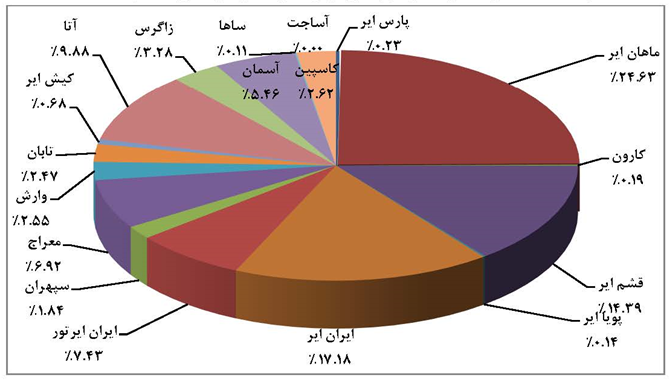 پارس ایر
٪۰.۲۳
ماهان ایر
٪۲۴.۶۳
کارون
٪۰.۱۹
قشم ایر
٪۱۴.۳۹
پویا ایر
٪۰.۱۴
ایران ایر
٪۱۷.۱۸
ایران ایرتور
٪۷.۴۳
سپهران
٪۱.۸۴
معراج
٪۶.۹۲
وارش
٪۲.۵۵
تابان
٪۲.۴۷
کیش ایر
٪۰.۶۸
آتا
٪۹.۸۸
زاگرس
٪۳.۲۸
آسمان
٪۵.۴۶
ساها
٪۰.۱۱
کاسپین
٪۲.۶۲
آساجت
٪۰.۰۰